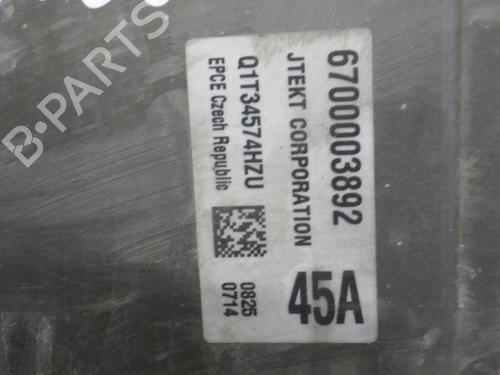 6700003892
JTEKT CORPORATION
45A
Q1T34574HZU
EPCE Czech Republic
0825
0714
B-PARTS